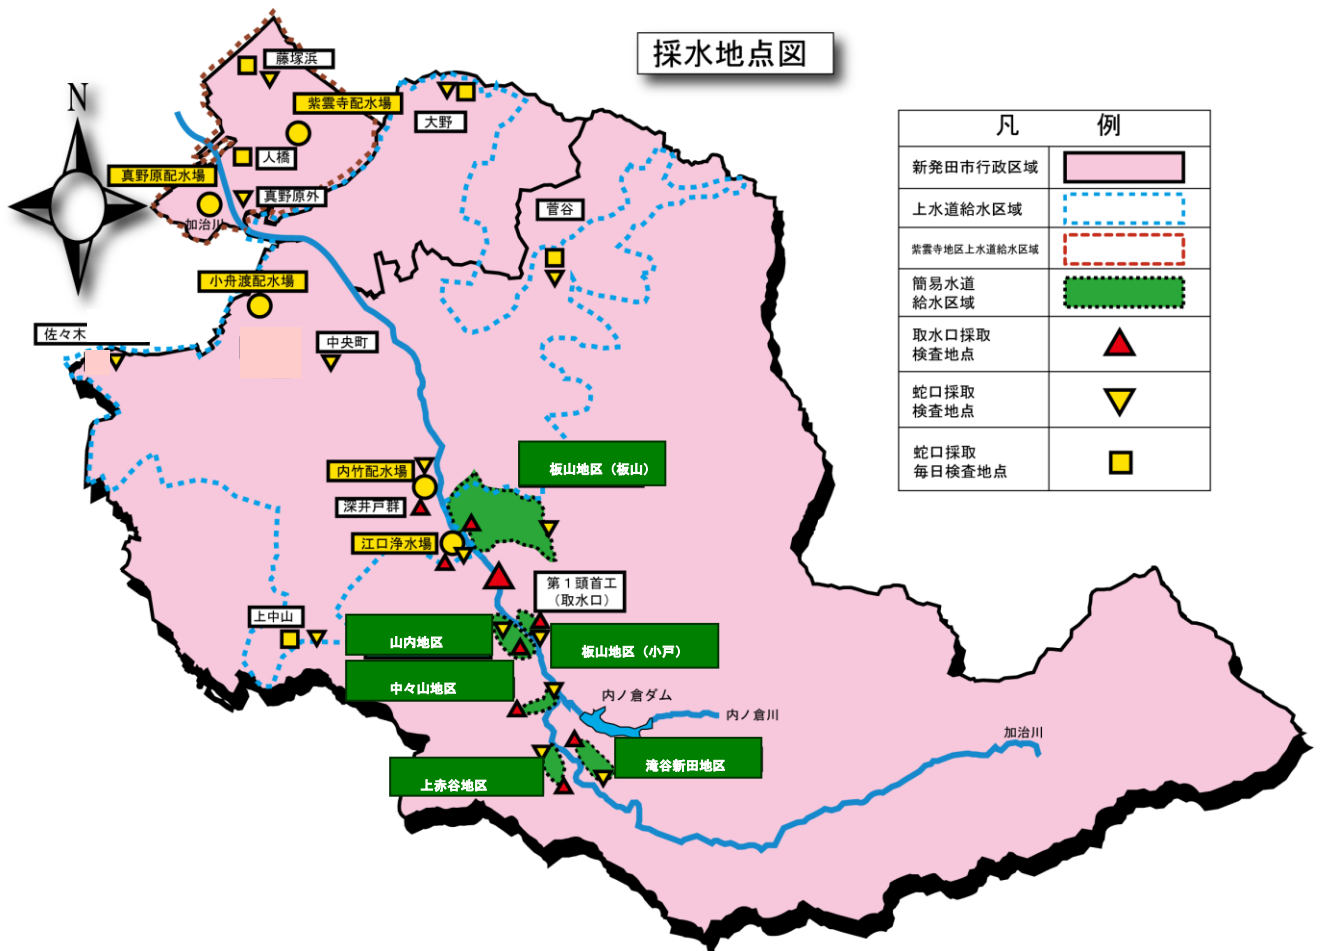 採水地点図
N
藤塚浜
紫雲寺配水場
大野
人橋
真野原配水場
真野原外
加治川
菅谷
小舟渡配水場
佐々木
中央町
内竹配水場
板山地区（板山）
深井戸群
江口浄水場
第１頭首工
（取水口）
上中山
山内地区
板山地区（小戸）
中々山地区
内ノ倉ダム
内ノ倉川
加治川
滝谷新田地区
上赤谷地区
凡 例
新発田市行政区域
上水道給水区域
紫雲寺地区上水道給水区域
簡易水道
給水区域
取水口採取
検査地点
蛇口採取
検査地点
蛇口採取
毎日検査地点